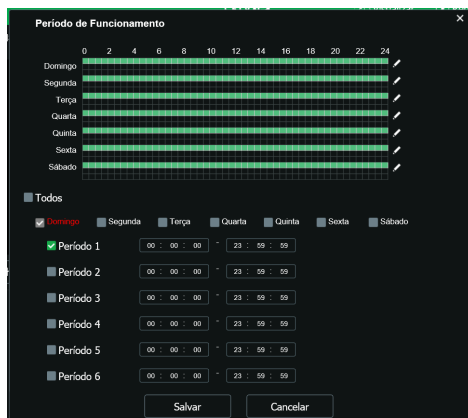 Período de Funcionamento ×
0 2 4 6 8 10 12 14 16 18 20 22 24
Domingo
Segunda
Terça
Quarta
Quinta
Sexta
Sábado
Todos
Domingo Segunda Terça Quarta Quinta Sexta Sábado
Período 1 00 : 00 : 00 - 23 : 59 : 59
Período 2 00 : 00 : 00 - 23 : 59 : 59
Período 3 00 : 00 : 00 - 23 : 59 : 59
Período 4 00 : 00 : 00 - 23 : 59 : 59
Período 5 00 : 00 : 00 - 23 : 59 : 59
Período 6 00 : 00 : 00 - 23 : 59 : 59
Salvar Cancelar